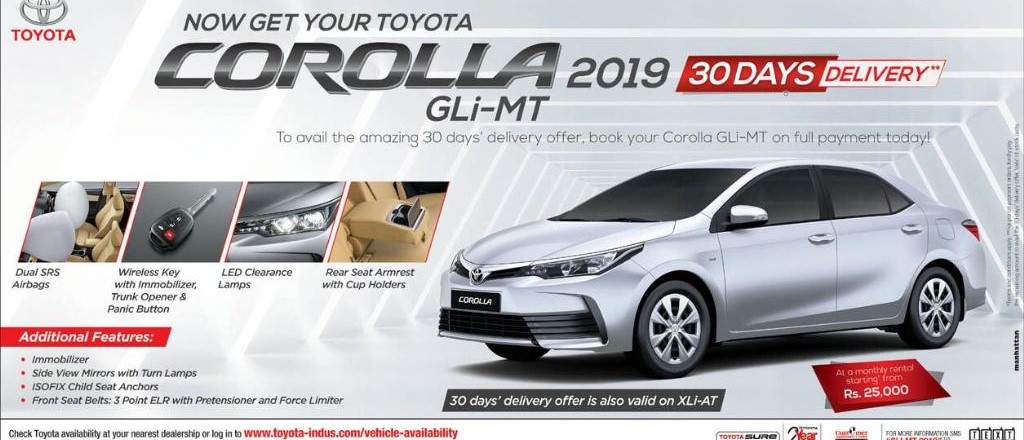 TOYOTA
NOW GET YOUR TOYOTA
COROLLA 2019 30 DAYS DELIVERY**
GLi-MT
To avail the amazing 30 days' delivery offer, book your Corolla GLi-MT on full payment today!
Dual SRS
Airbags
Wireless Key
with Immobilizer,
Trunk Opener &
Panic Button
LED Clearance
Lamps
Rear Seat Armrest
with Cup Holders
COROLLA
Additional Features:
• Immobilizer
• Side View Mirrors with Turn Lamps
• ISOFIX Child Seat Anchors
• Front Seat Belts: 3 Point ELR with Pretensioner and Force Limiter
30 days' delivery offer is also valid on XLi-AT
At a monthly rental
starting* from
Rs. 25,000
manhattan
Check Toyota availability at your nearest dealership or log in to www.toyota-indus.com/vehicle-availability
TOYOTA SURE
Year
FOR MORE INFORMATION SMS
TEXT